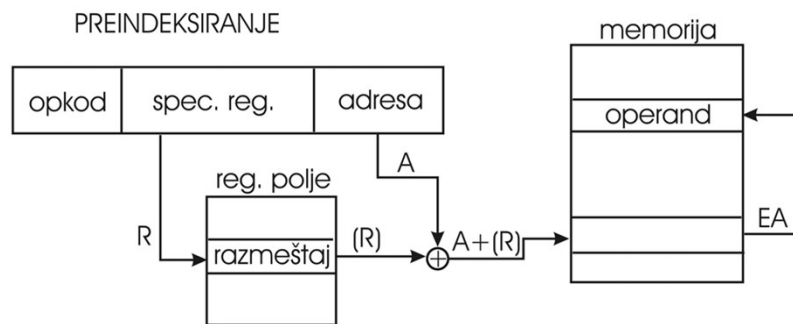 PREINDEKSIRANJE
memorija
opkod
spec. reg.
adresa
operand
A
reg. polje
R
razmeštaj
(R)
A+(R)
EA